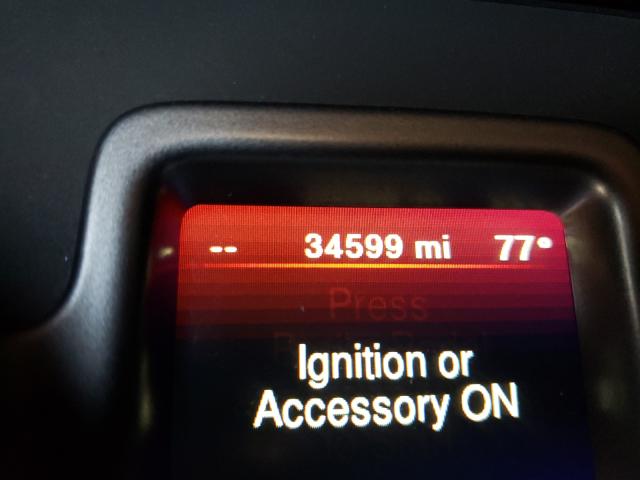 -- 34599 mi 77°
Press
Ignition or
Accessory ON